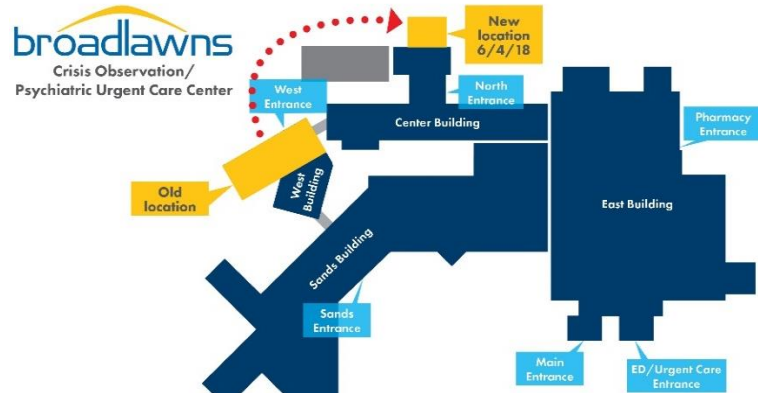 broadlawns
Crisis Observation/
Psychiatric Urgent Care Center
New
location
6/4/18
West
Entrance
North
Entrance
Center Building
Pharmacy
Entrance
Old
location
West
Building
East Building
Sands Building
Sands
Entrance
Main
Entrance
ED/Urgent Care
Entrance